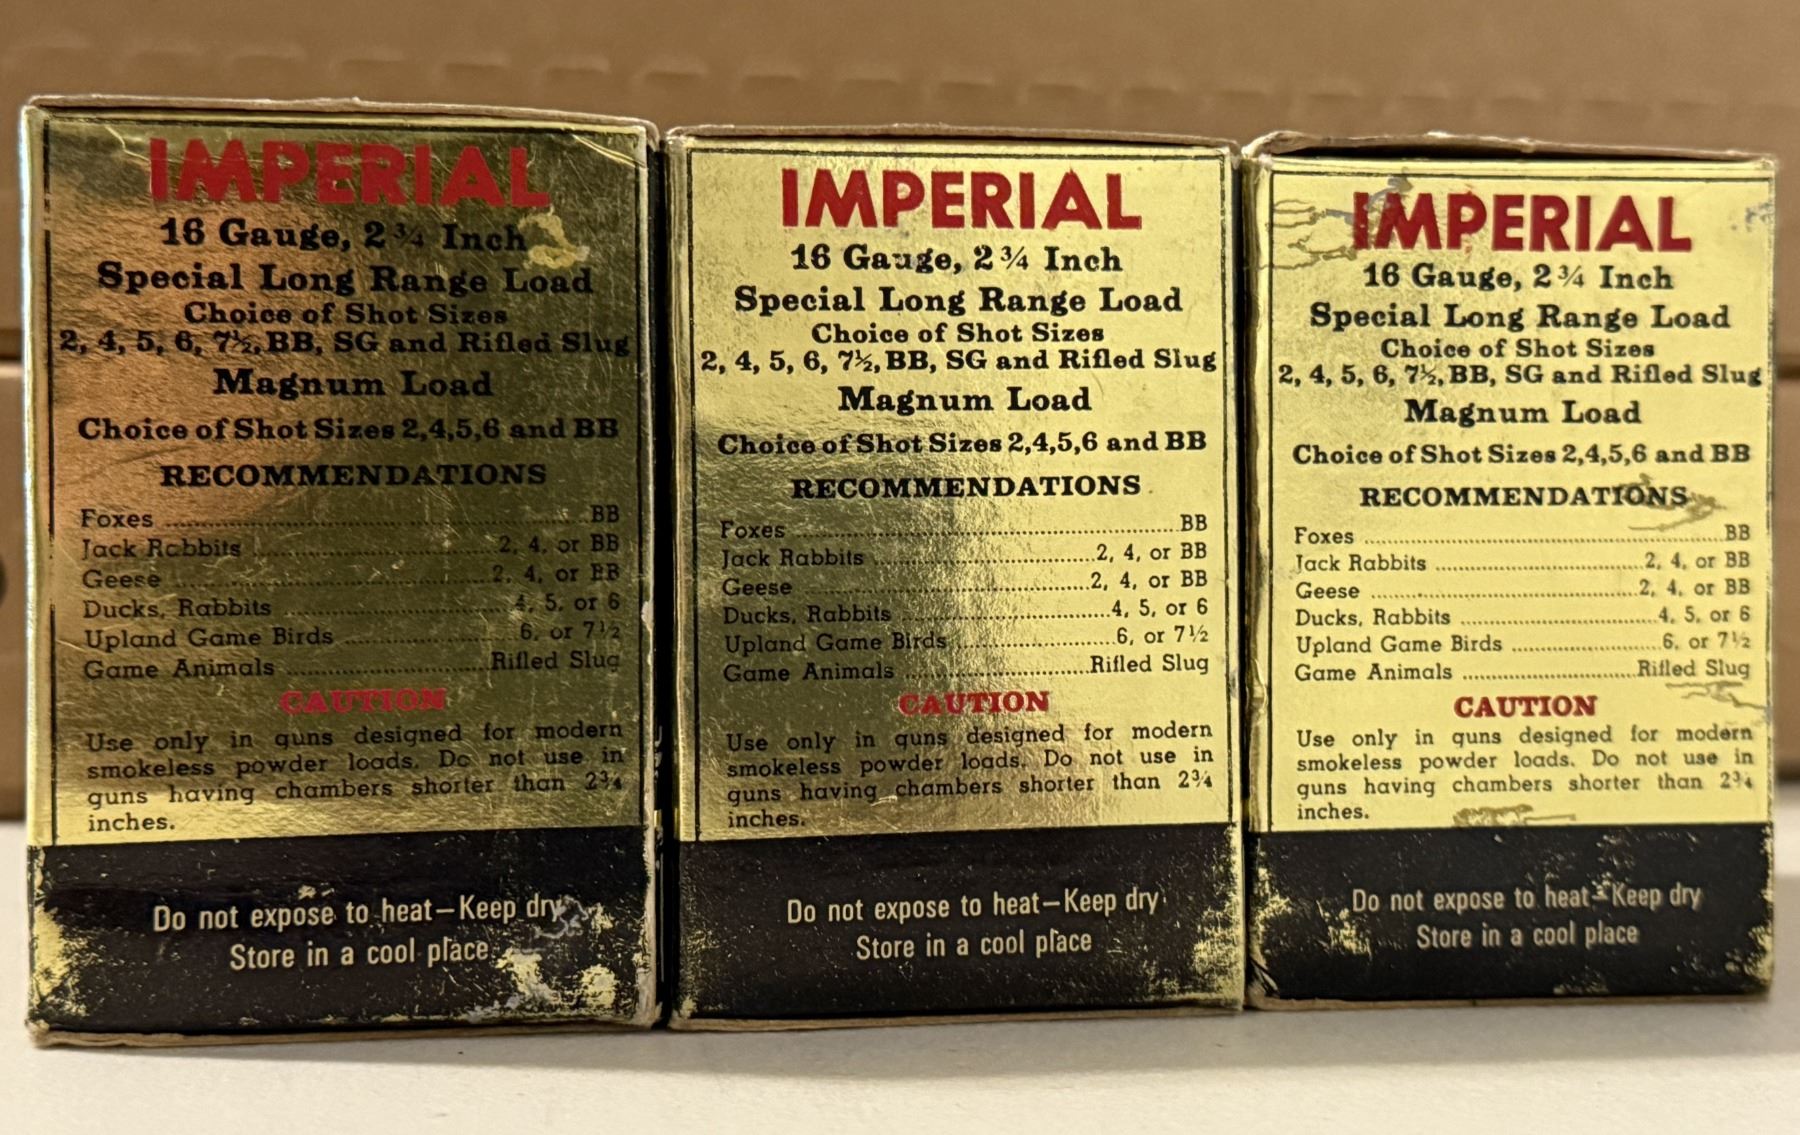 IMPERIAL
16 Gauge, 2 ¾ Inch
Special Long Range Load
Choice of Shot Sizes
2, 4, 5, 6, 7½, BB, SG and Rifled Slug
Magnum Load
Choice of Shot Sizes 2,4,5,6 and BB
RECOMMENDATIONS
Foxes ........ BB
Jack Rabbits ........ 2, 4, or BB
Geese ........ 2, 4, or BB
Ducks, Rabbits ........ 4, 5, or 6
Upland Game Birds ........ 6, or 7½
Game Animals ........ Rifled Slug
CAUTION
Use only in guns designed for modern
smokeless powder loads. Do not use in
guns having chambers shorter than 2¾
inches.
Do not expose to heat—Keep dry
Store in a cool place
IMPERIAL
16 Gauge, 2 ¾ Inch
Special Long Range Load
Choice of Shot Sizes
2, 4, 5, 6, 7½, BB, SG and Rifled Slug
Magnum Load
Choice of Shot Sizes 2,4,5,6 and BB
RECOMMENDATIONS
Foxes ........ BB
Jack Rabbits ........ 2, 4, or BB
Geese ........ 2, 4, or BB
Ducks, Rabbits ........ 4, 5, or 6
Upland Game Birds ........ 6, or 7½
Game Animals ........ Rifled Slug
CAUTION
Use only in guns designed for modern
smokeless powder loads. Do not use in
guns having chambers shorter than 2¾
inches.
Do not expose to heat—Keep dry
Store in a cool place
IMPERIAL
16 Gauge, 2 ¾ Inch
Special Long Range Load
Choice of Shot Sizes
2, 4, 5, 6, 7½, BB, SG and Rifled Slug
Magnum Load
Choice of Shot Sizes 2,4,5,6 and BB
RECOMMENDATIONS
Foxes ........ BB
Jack Rabbits ........ 2, 4, or BB
Geese ........ 2, 4, or BB
Ducks, Rabbits ........ 4, 5, or 6
Upland Game Birds ........ 6, or 7½
Game Animals ........ Rifled Slug
CAUTION
Use only in guns designed for modern
smokeless powder loads. Do not use in
guns having chambers shorter than 2¾
inches.
Do not expose to heat—Keep dry
Store in a cool place